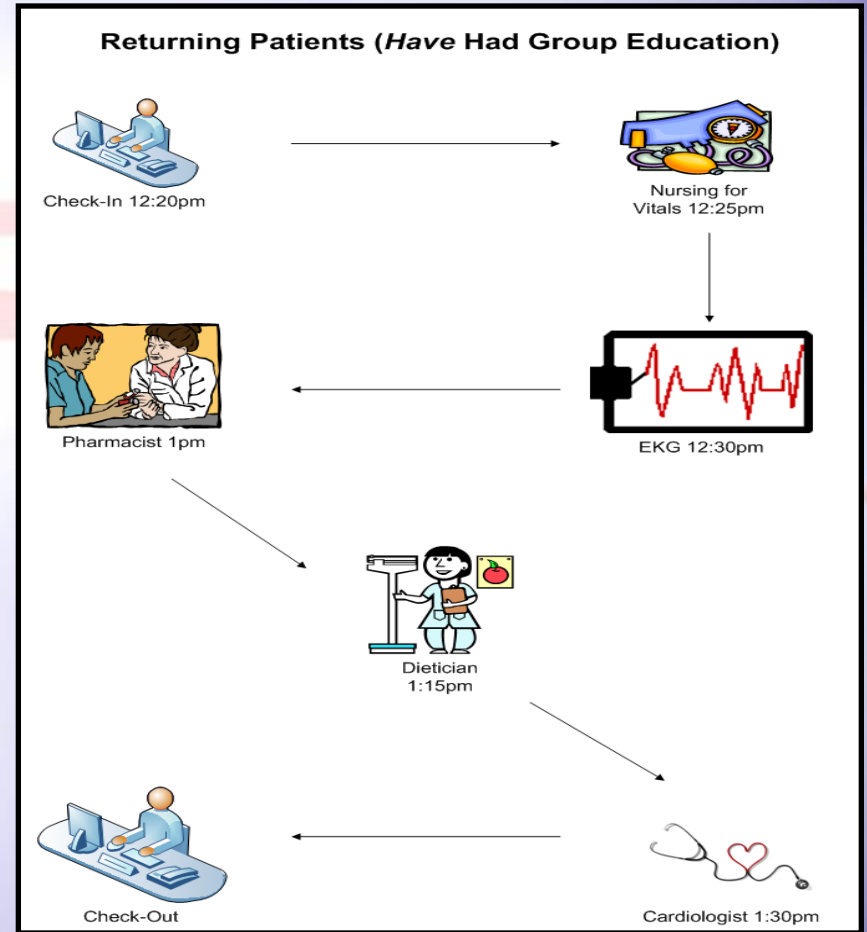 Returning Patients (Have Had Group Education)
Check-In 12:20pm
Nursing for
Vitals 12:25pm
Pharmacist 1pm
EKG 12:30pm
Dietician
1:15pm
Check-Out
Cardiologist 1:30pm